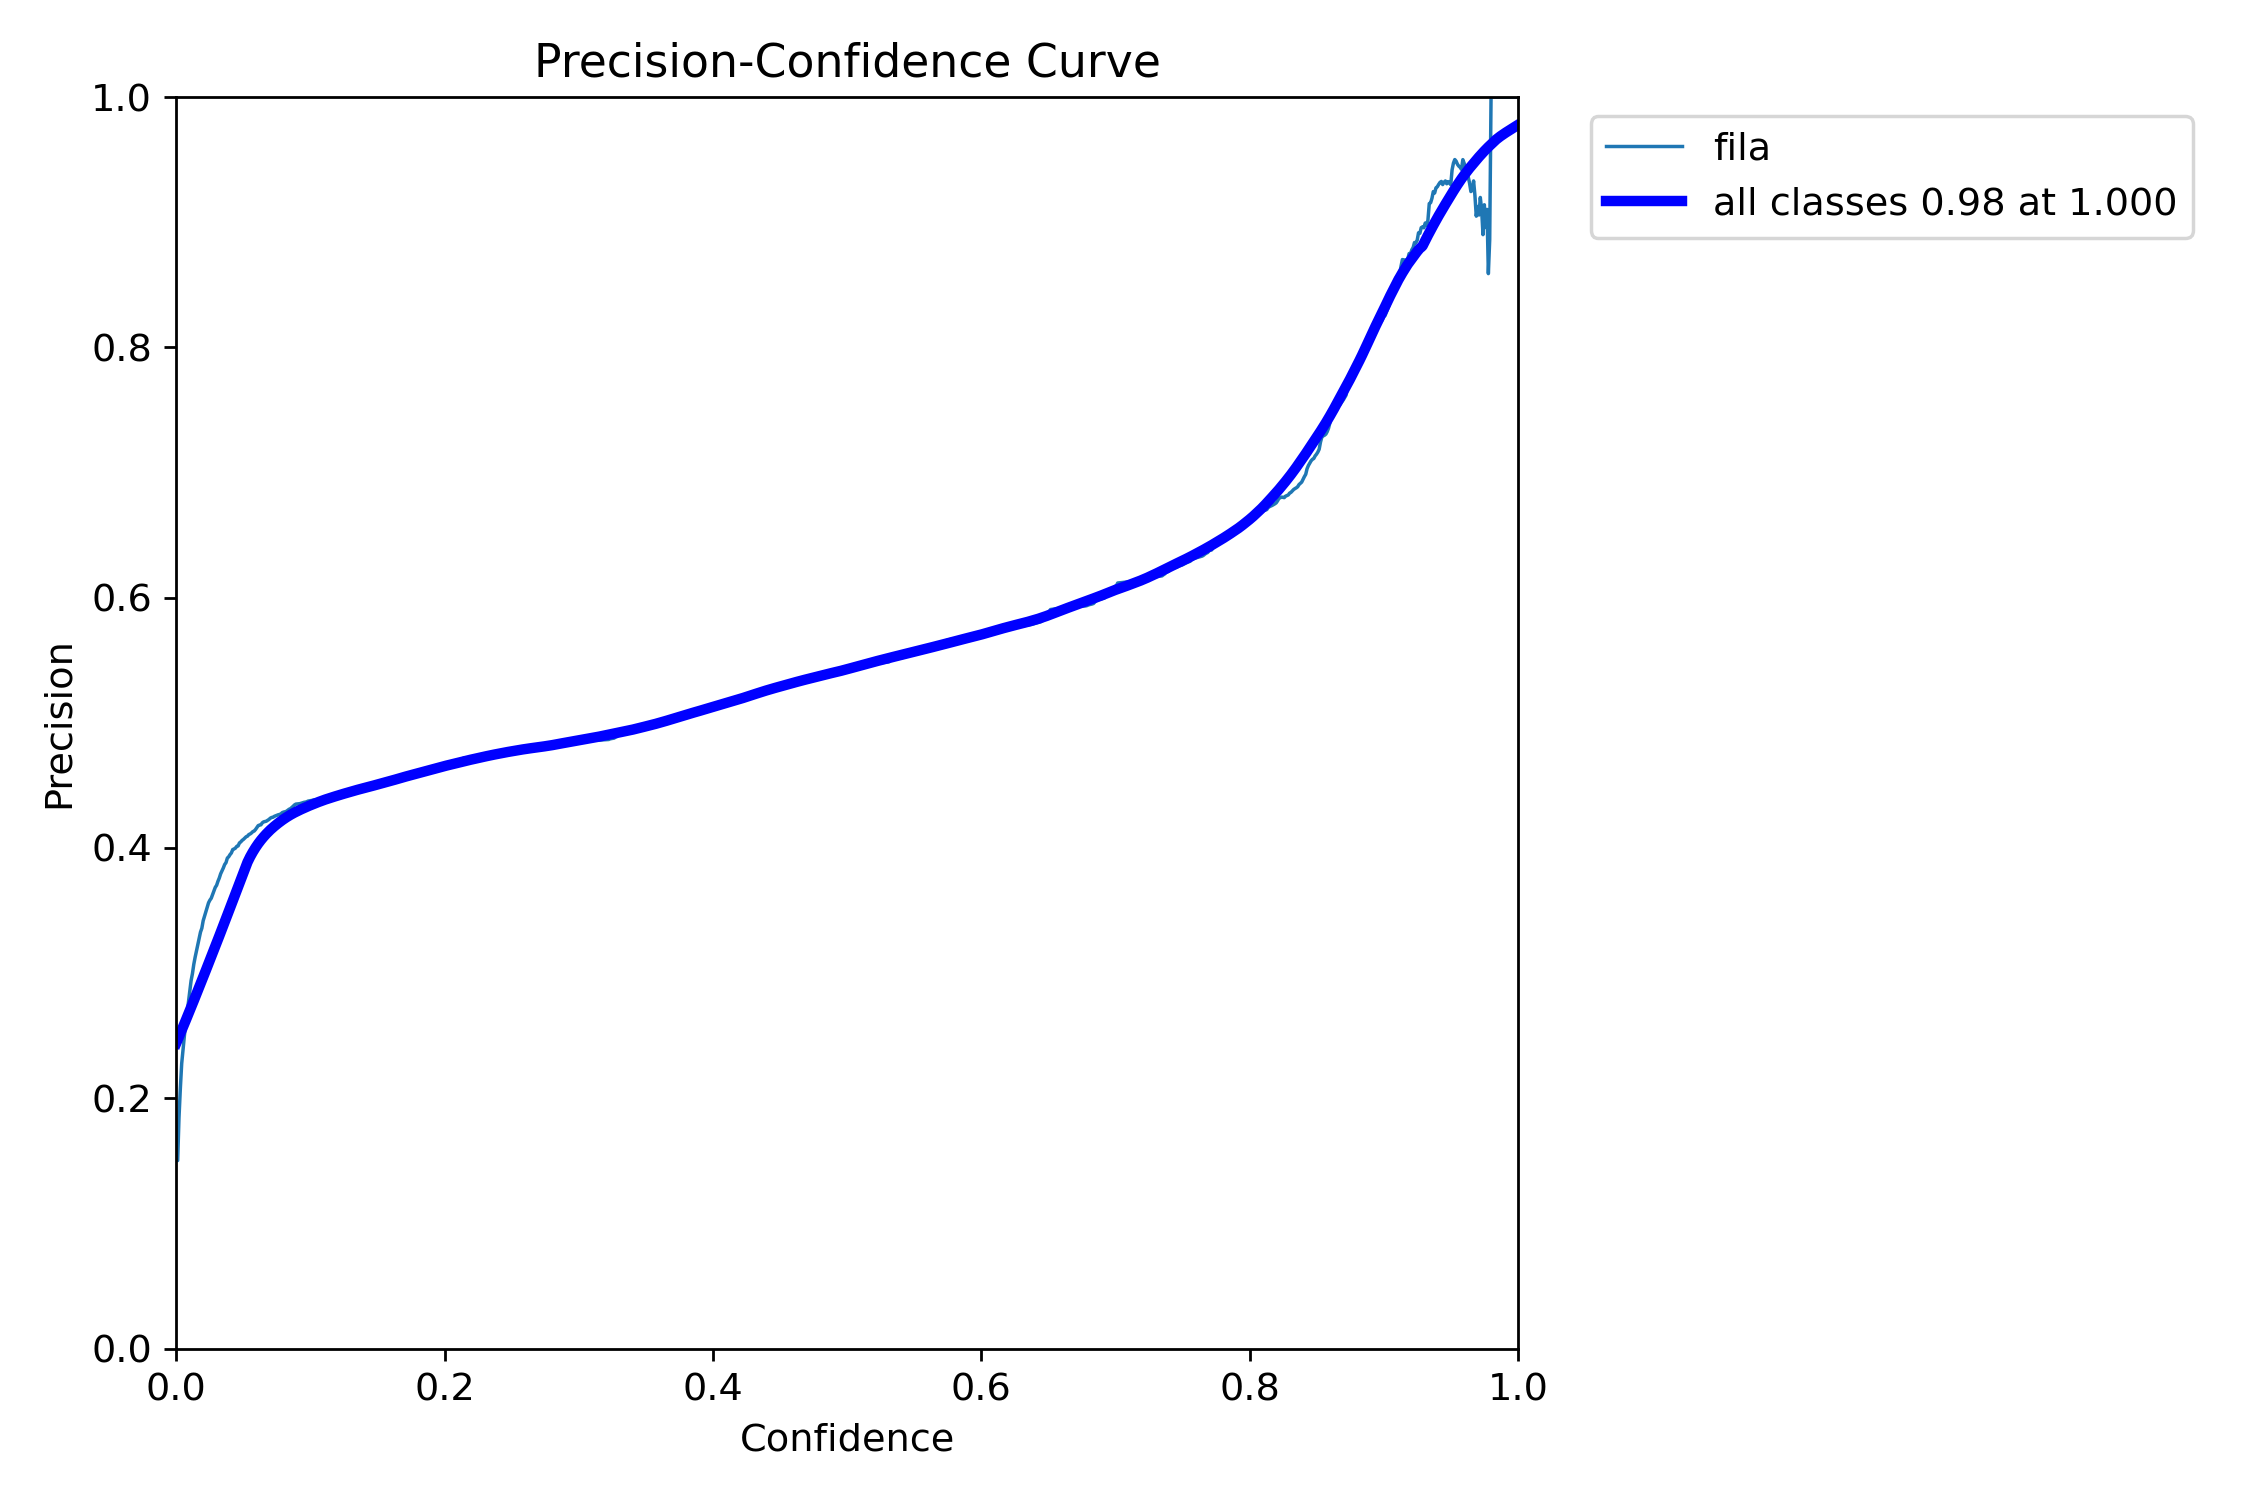 Precision-Confidence Curve
1.0
0.8
0.6
0.4
0.2
0.0
Precision
0.0 0.2 0.4 0.6 0.8 1.0
Confidence
fila
all classes 0.98 at 1.000